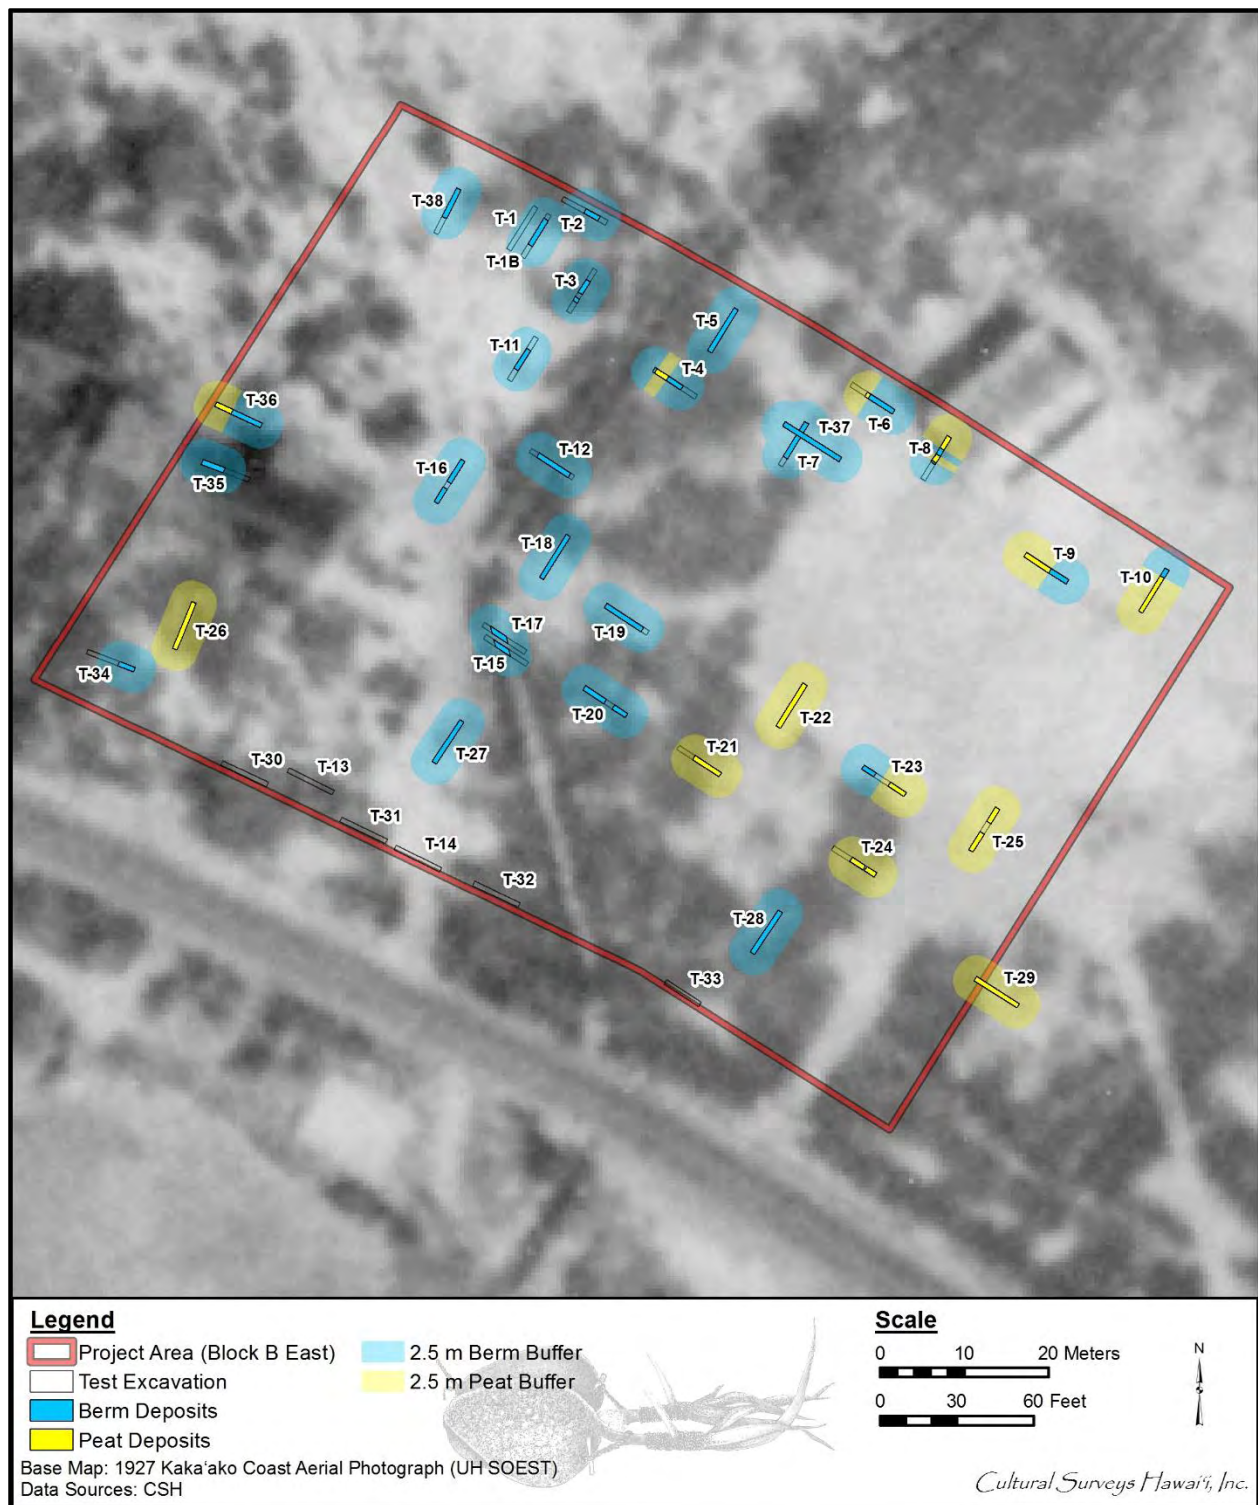 T-38
T-1
T-2
T-1B
T-3
T-5
T-11
T-4
T-36
T-6
T-37
T-8
T-12
T-7
T-16
T-35
T-18
T-9
T-10
T-26
T-17
T-19
T-15
T-34
T-20
T-22
T-27
T-21
T-23
T-30
T-13
T-31
T-25
T-14
T-24
T-32
T-28
T-33
T-29
Legend
Project Area (Block B East)
Test Excavation
Berm Deposits
Peat Deposits
2.5 m Berm Buffer
2.5 m Peat Buffer
Base Map: 1927 Kakaʻako Coast Aerial Photograph (UH SOEST)
Data Sources: CSH
Scale
0 10 20 Meters
0 30 60 Feet
N
Cultural Surveys Hawaiʻi, Inc.